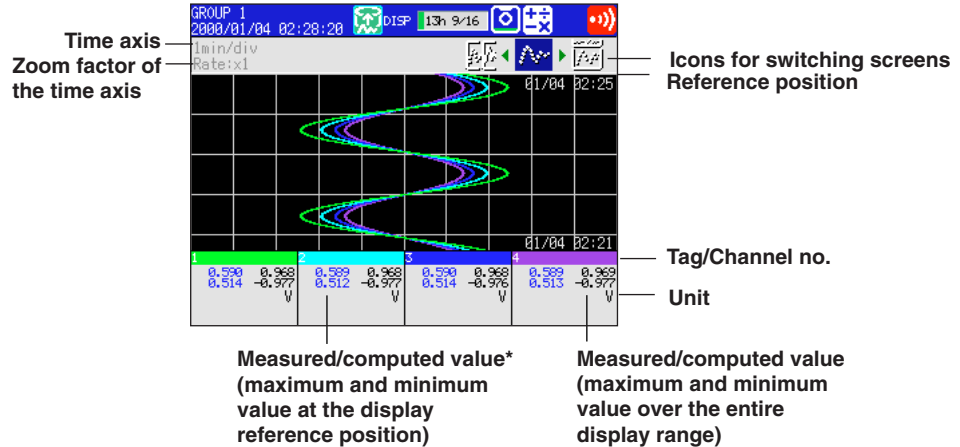 GROUP 1
2000/01/04 02:28:20
DISP
13h 9/16
Time axis
1min/div
Zoom factor of
the time axis
Rate:x1
Icons for switching screens
Reference position
01/04 02:25
01/04 02:21
1 2 3 4
Tag/Channel no.
0.590 0.968 0.589 0.968 0.590 0.968 0.589 0.969
0.514 -0.977 0.512 -0.977 0.514 -0.976 0.513 -0.977
V V V V
Unit
Measured/computed value*
(maximum and minimum
value at the display
reference position)
Measured/computed value
(maximum and minimum
value over the entire
display range)